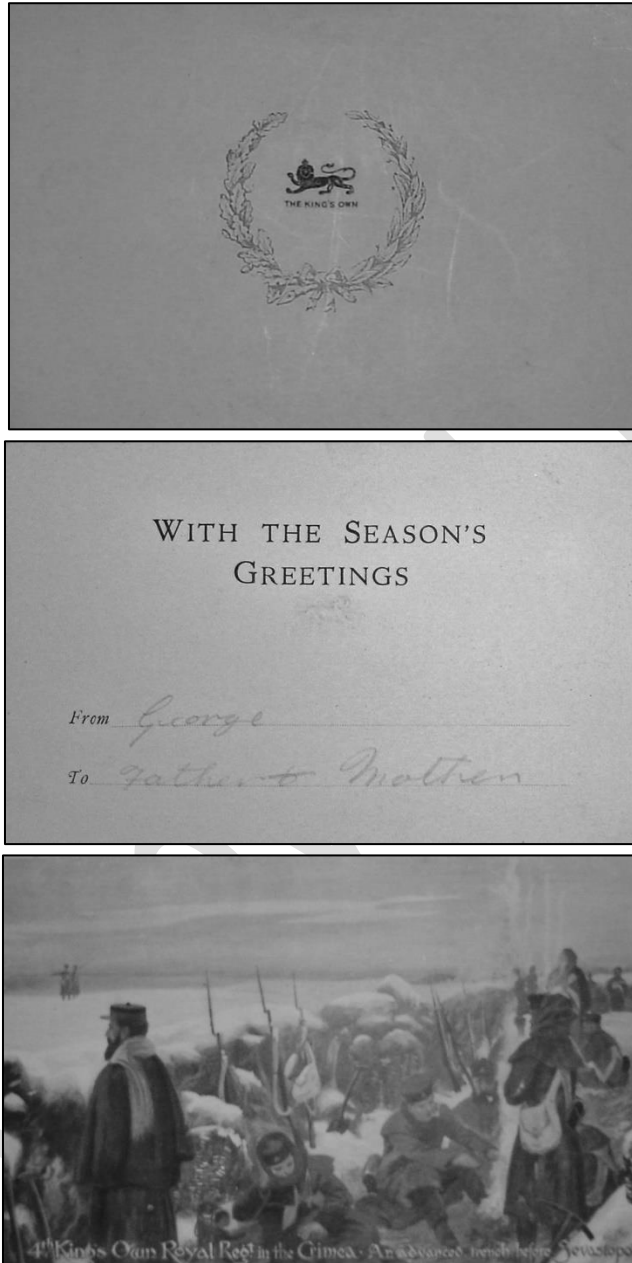 THE KING'S OWN
WITH THE SEASON'S
GREETINGS
From George
To Father & Mother
4th King's Own Royal Regt in the Crimea - An advanced trench before Sevastopol